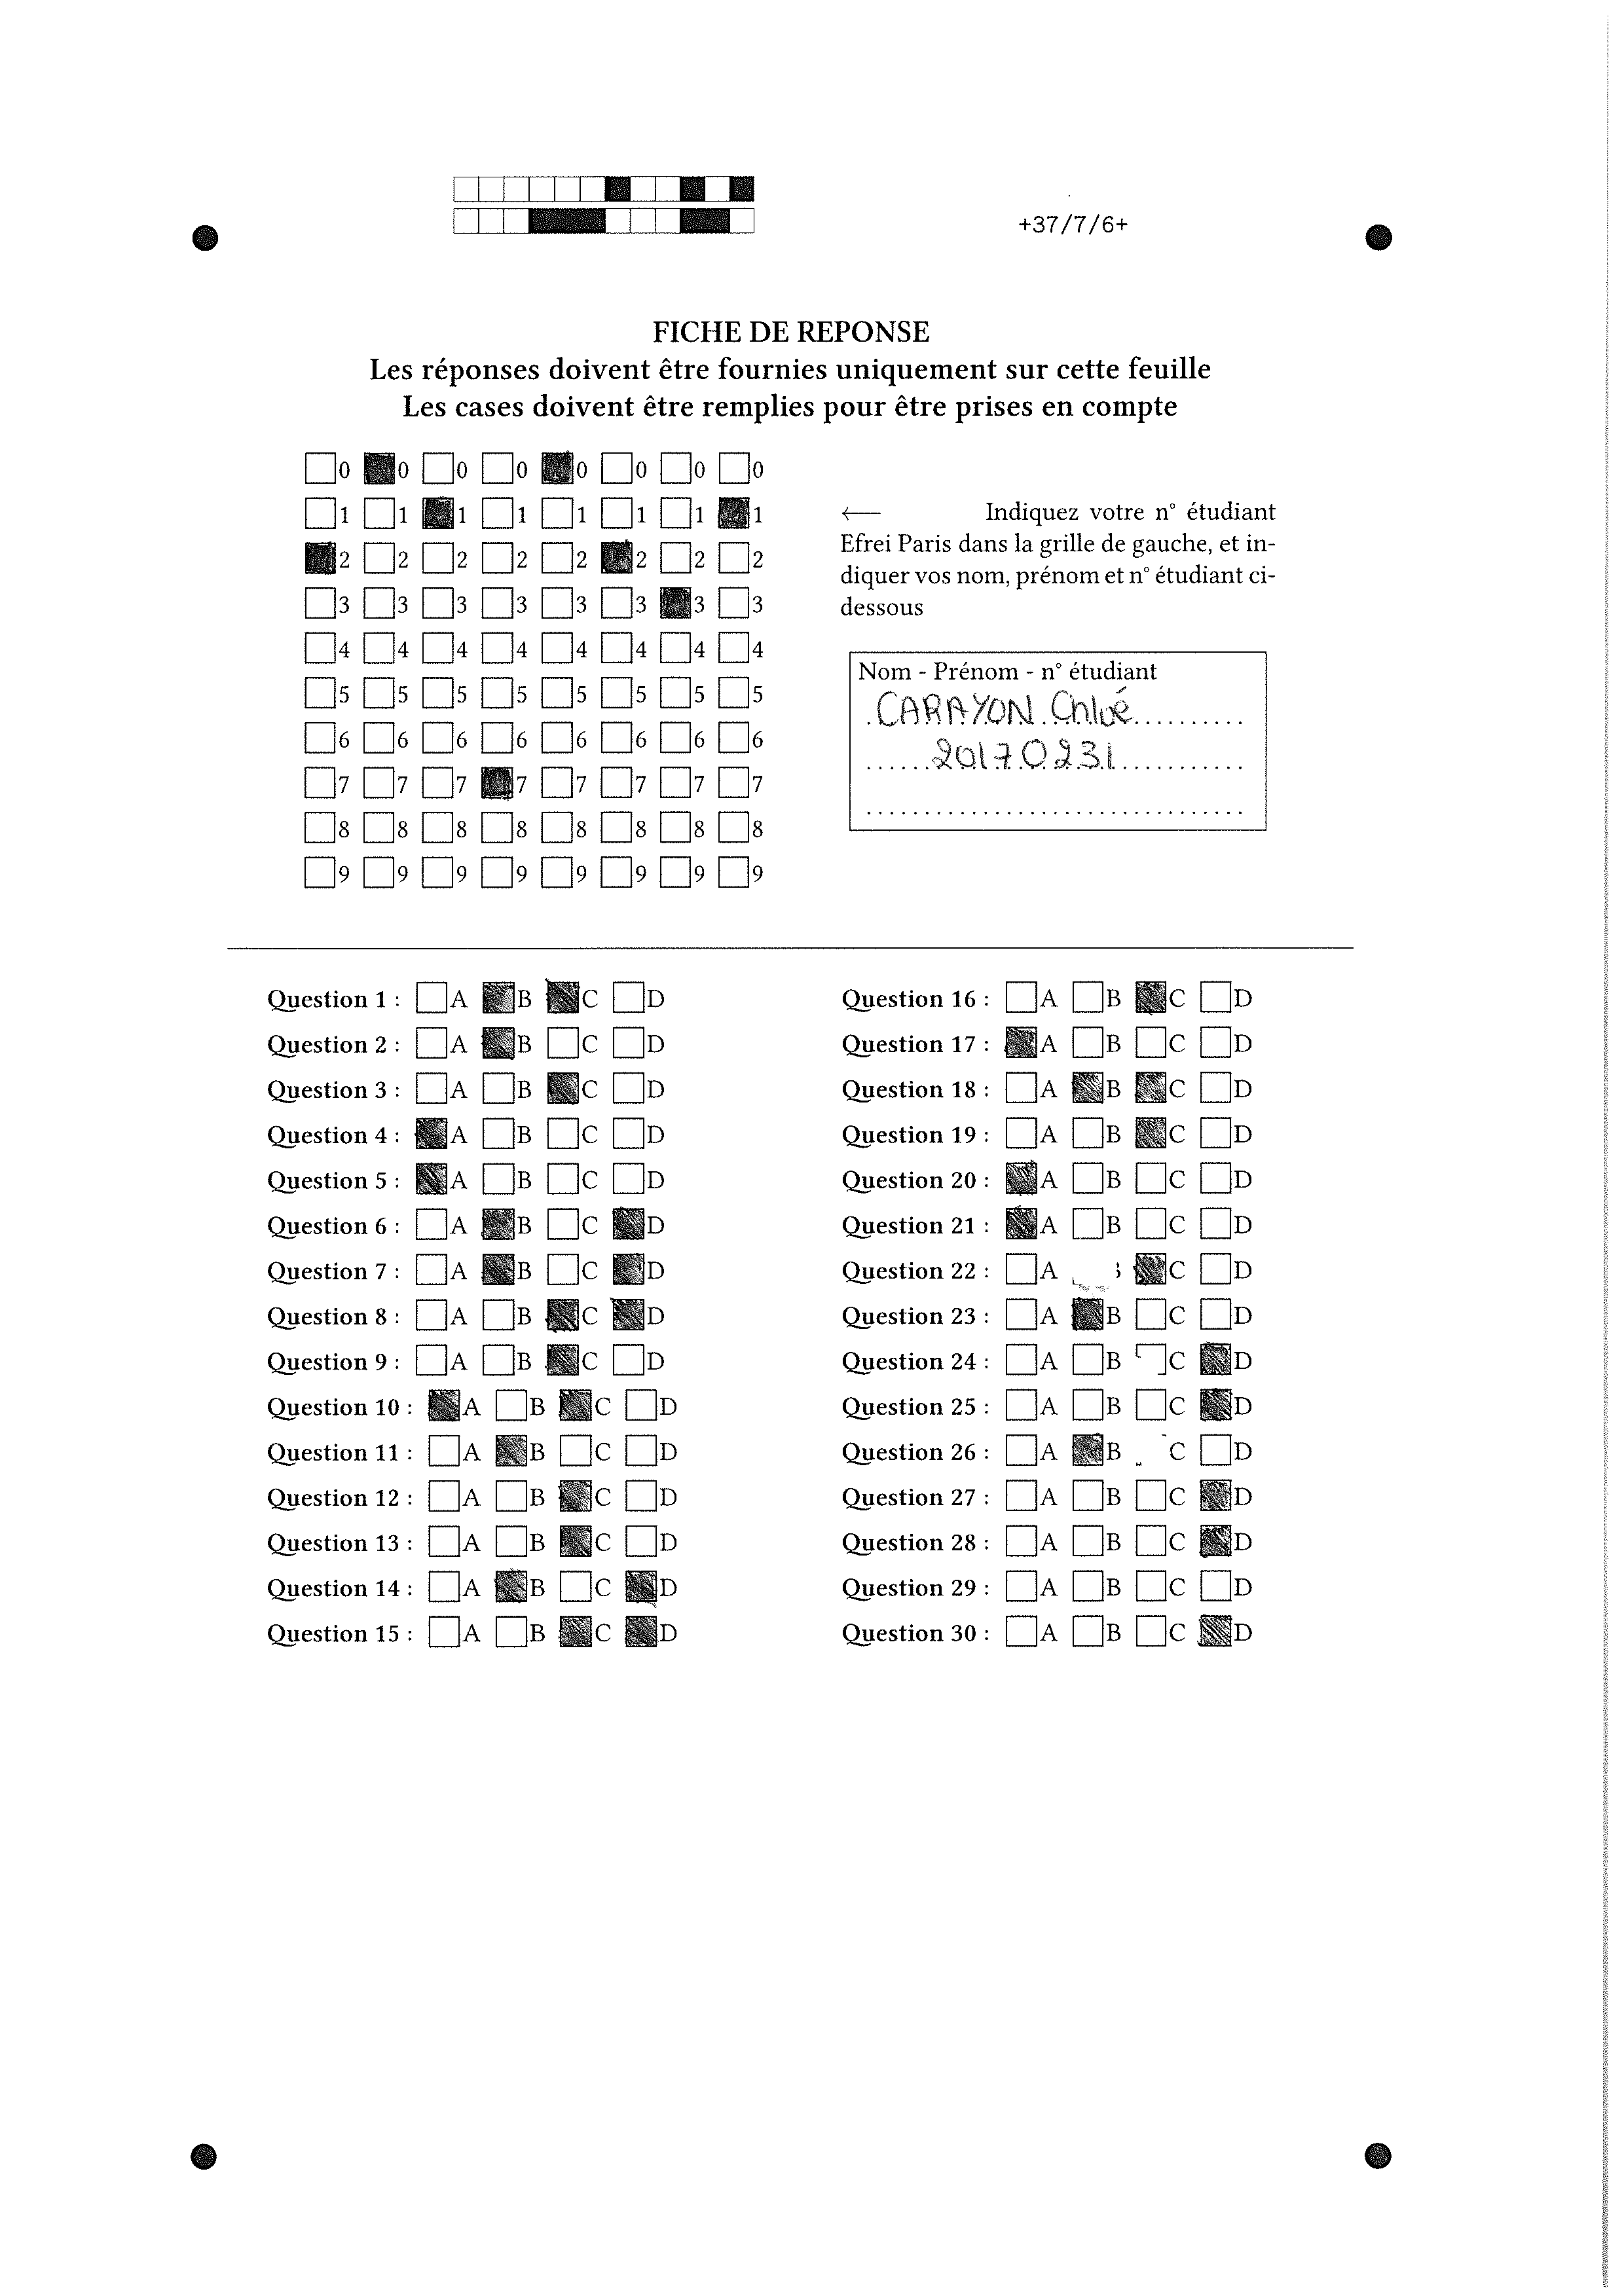 +37/7/6+
FICHE DE REPONSE
Les réponses doivent être fournies uniquement sur cette feuille
Les cases doivent être remplies pour être prises en compte
0 0 0 0 0 0 0 0
1 1 1 1 1 1 1 1
2 2 2 2 2 2 2 2
3 3 3 3 3 3 3 3
4 4 4 4 4 4 4 4
5 5 5 5 5 5 5 5
6 6 6 6 6 6 6 6
7 7 7 7 7 7 7 7
8 8 8 8 8 8 8 8
9 9 9 9 9 9 9 9
← Indiquez votre n° étudiant
Efrei Paris dans la grille de gauche, et in-
diquer vos nom, prénom et n° étudiant ci-
dessous
Nom - Prénom - n° étudiant
CARAYON Chloé
20170231
Question 1 : A B C D
Question 2 : A B C D
Question 3 : A B C D
Question 4 : A B C D
Question 5 : A B C D
Question 6 : A B C D
Question 7 : A B C D
Question 8 : A B C D
Question 9 : A B C D
Question 10 : A B C D
Question 11 : A B C D
Question 12 : A B C D
Question 13 : A B C D
Question 14 : A B C D
Question 15 : A B C D
Question 16 : A B C D
Question 17 : A B C D
Question 18 : A B C D
Question 19 : A B C D
Question 20 : A B C D
Question 21 : A B C D
Question 22 : A C D
Question 23 : A B C D
Question 24 : A B C D
Question 25 : A B C D
Question 26 : A B C D
Question 27 : A B C D
Question 28 : A B C D
Question 29 : A B C D
Question 30 : A B C D